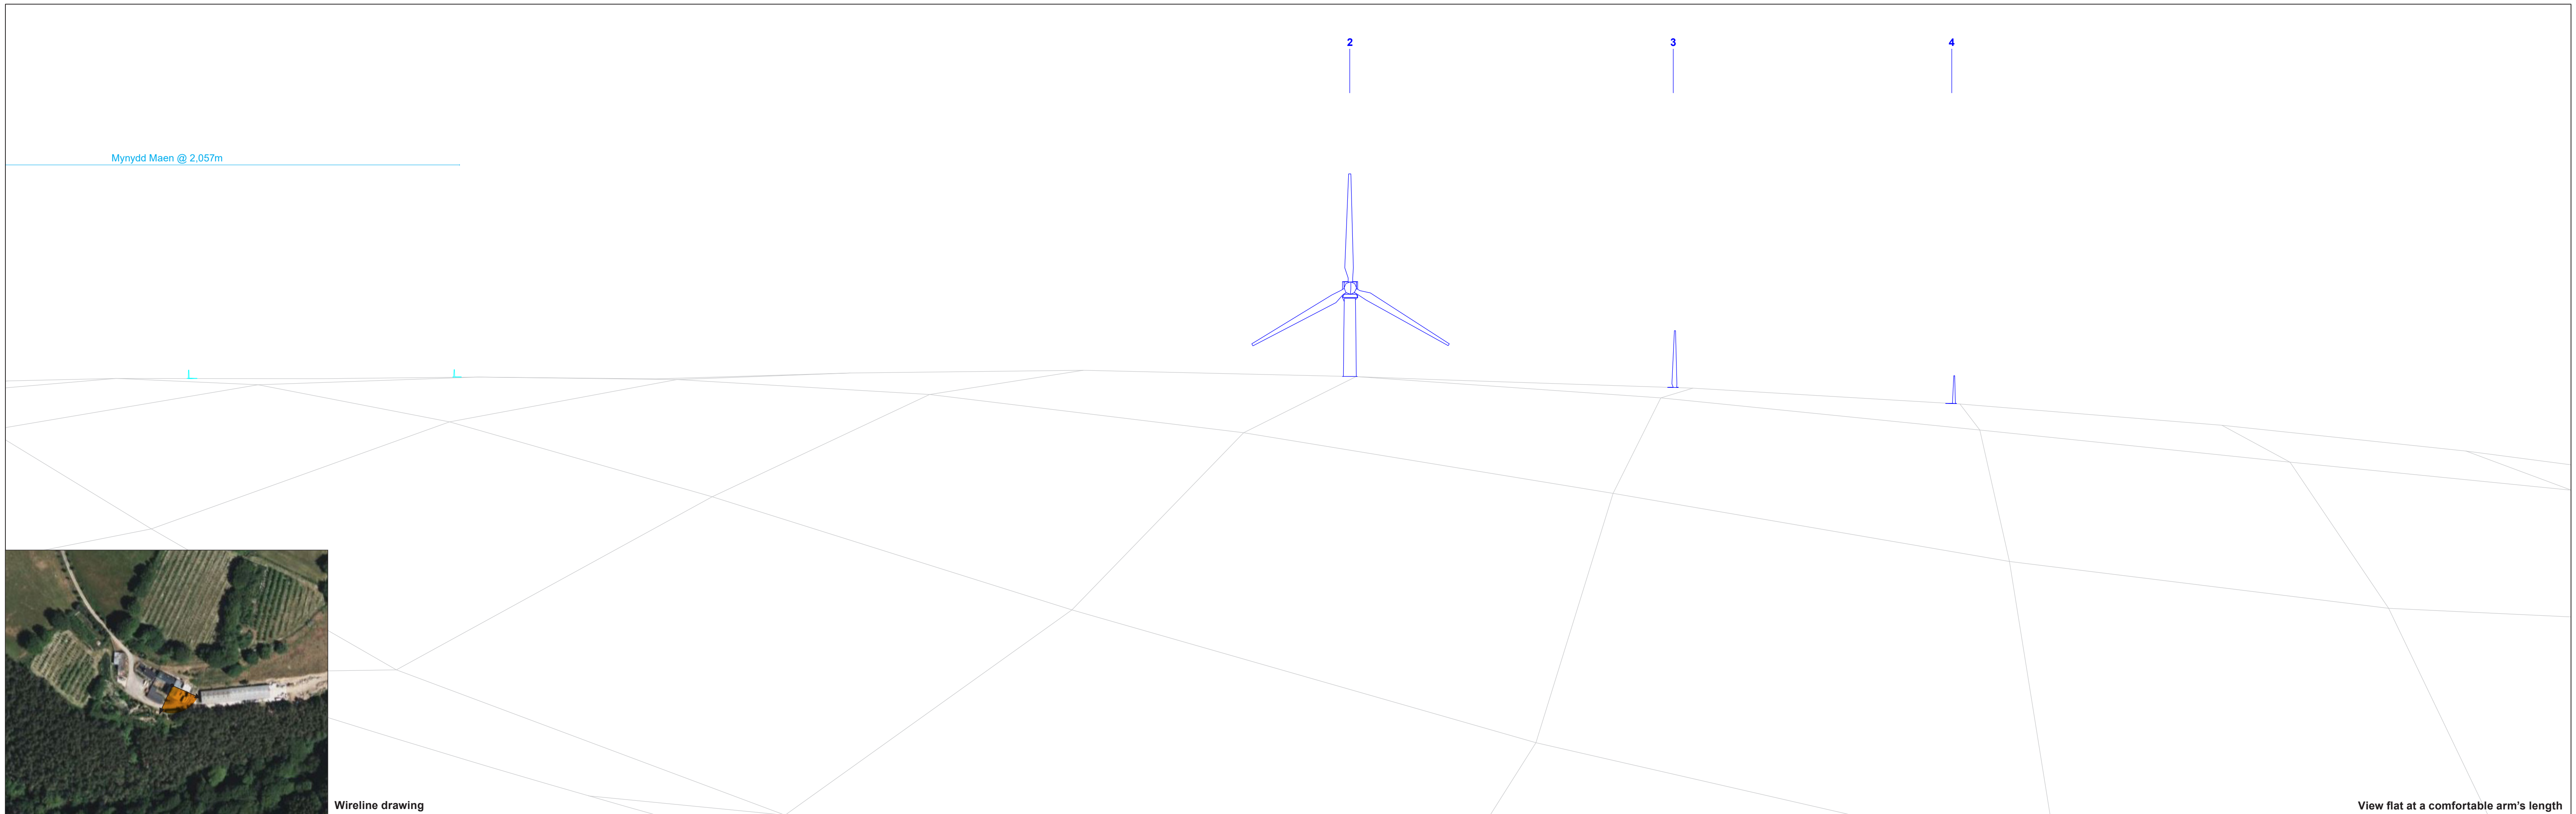 2
3
4
Mynydd Maen @ 2,057m
Wireline drawing
View flat at a comfortable arm's length